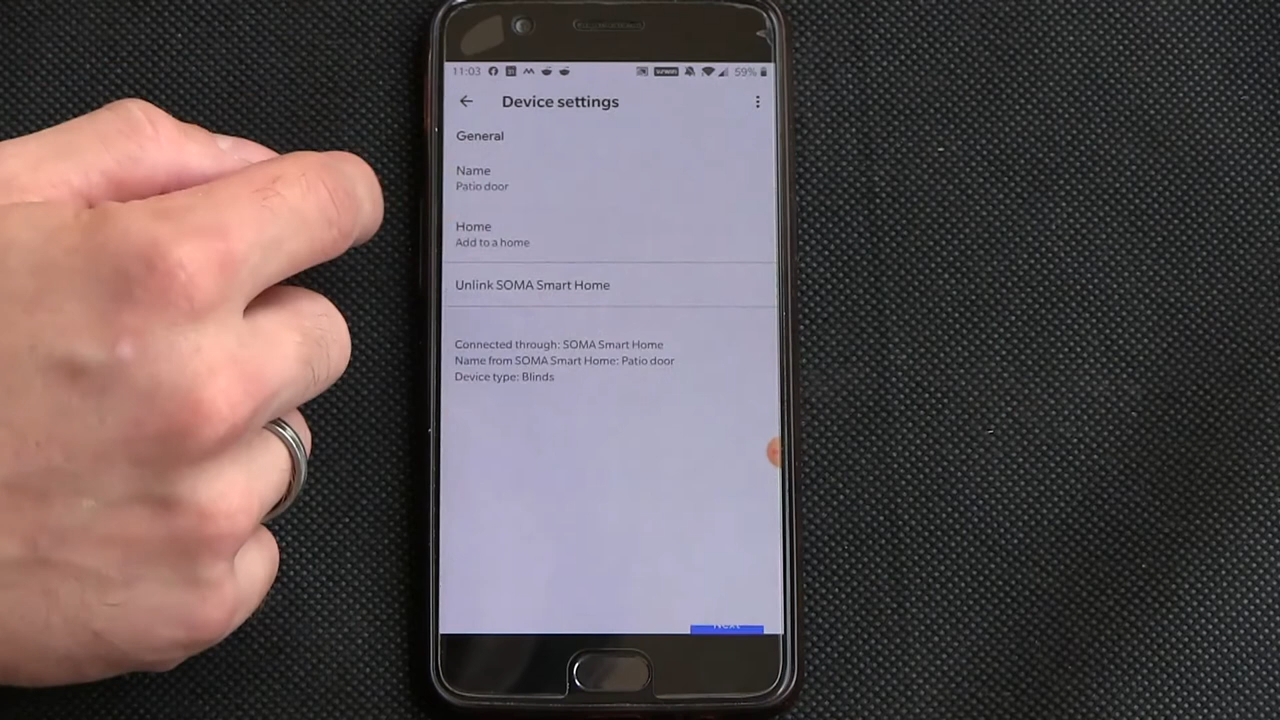 11:03 59%
Device settings
General
Name
Patio door
Home
Add to a home
Unlink SOMA Smart Home
Connected through: SOMA Smart Home
Name from SOMA Smart Home: Patio door
Device type: Blinds
Next